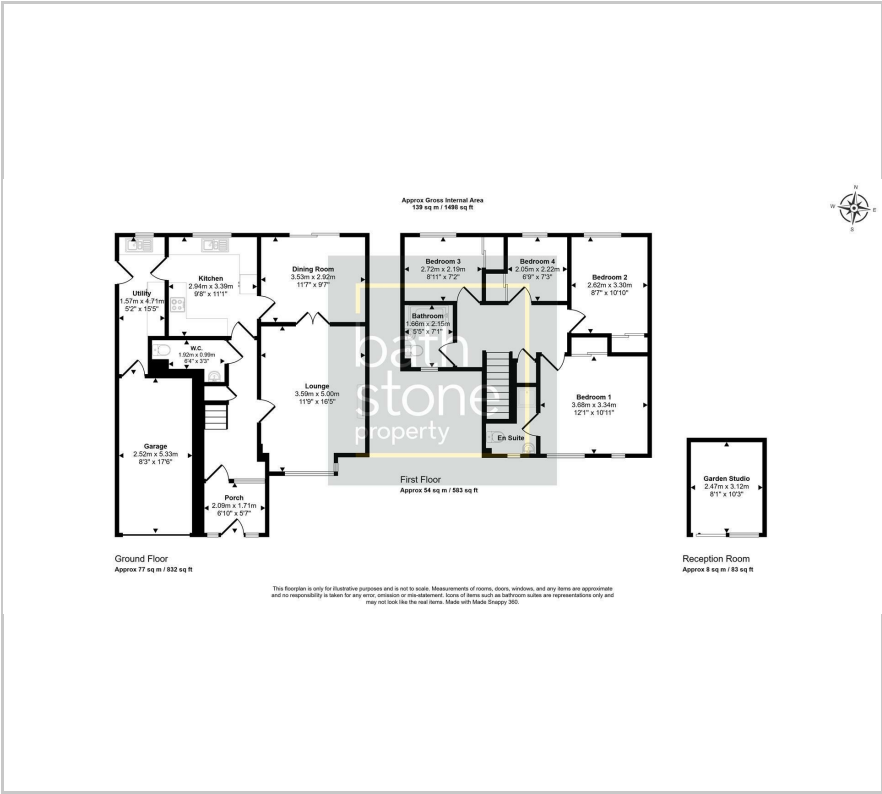 Approx Gross Internal Area
139 sq m / 1498 sq ft
N
W
E
S
Utility
1.57m x 4.71m
5'2" x 15'5"
Kitchen
2.94m x 3.39m
9'8" x 11'1"
Dining Room
3.53m x 2.92m
11'7" x 9'7"
W.C.
1.92m x 0.99m
6'4" x 3'3"
Lounge
3.59m x 5.00m
11'9" x 16'5"
Garage
2.52m x 5.33m
8'3" x 17'6"
Porch
2.09m x 1.71m
6'10" x 5'7"
Ground Floor
Approx 77 sq m / 832 sq ft
Bedroom 3
2.72m x 2.19m
8'11" x 7'2"
Bedroom 4
2.05m x 2.22m
6'9" x 7'3"
Bedroom 2
2.62m x 3.30m
8'7" x 10'10"
Bathroom
1.66m x 2.15m
5'5" x 7'1"
Bedroom 1
3.68m x 3.34m
12'1" x 10'11"
En Suite
bath
stone
property
First Floor
Approx 54 sq m / 583 sq ft
Garden Studio
2.47m x 3.12m
8'1" x 10'3"
Reception Room
Approx 8 sq m / 83 sq ft
This floorplan is only for illustrative purposes and is not to scale. Measurements of rooms, doors, windows, and any items are approximate
and no responsibility is taken for any error, omission or mis-statement. Icons of items such as bathroom suites are representations only and
may not look like the real items. Made with Made Snappy 360.